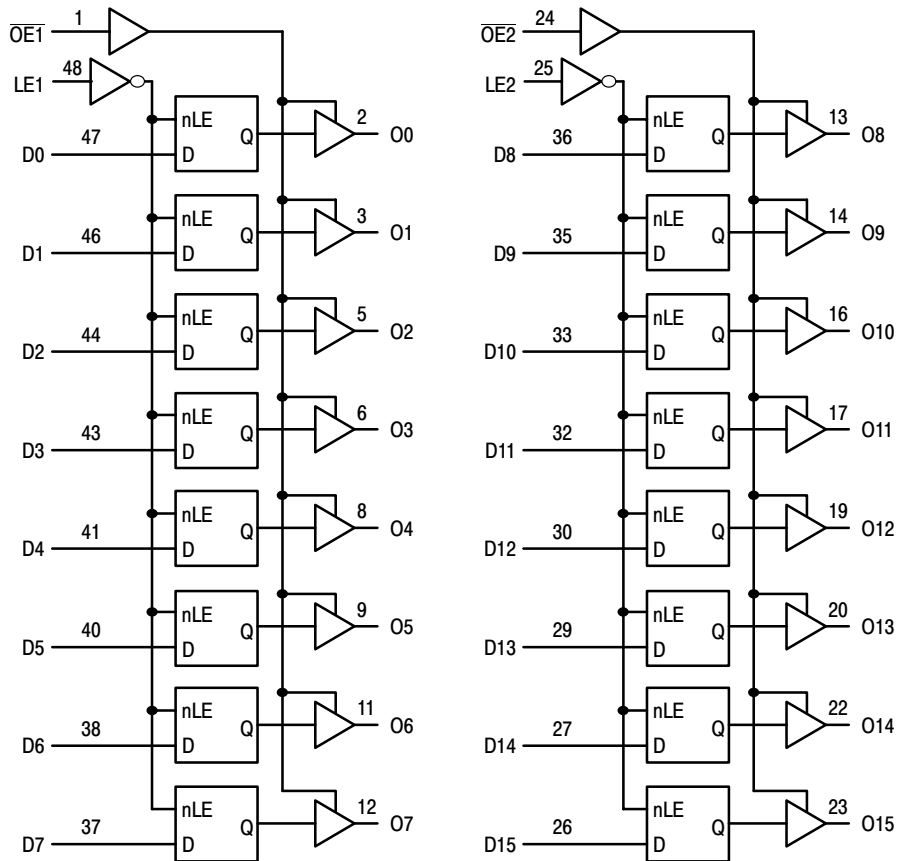 OE1 1
LE1 48
nLE Q 2 O0
D0 47 D
nLE Q 3 O1
D1 46 D
nLE Q 5 O2
D2 44 D
nLE Q 6 O3
D3 43 D
nLE Q 8 O4
D4 41 D
nLE Q 9 O5
D5 40 D
nLE Q 11 O6
D6 38 D
nLE Q 12 O7
D7 37 D
OE2 24
LE2 25
nLE Q 13 O8
D8 36 D
nLE Q 14 O9
D9 35 D
nLE Q 16 O10
D10 33 D
nLE Q 17 O11
D11 32 D
nLE Q 19 O12
D12 30 D
nLE Q 20 O13
D13 29 D
nLE Q 22 O14
D14 27 D
nLE Q 23 O15
D15 26 D